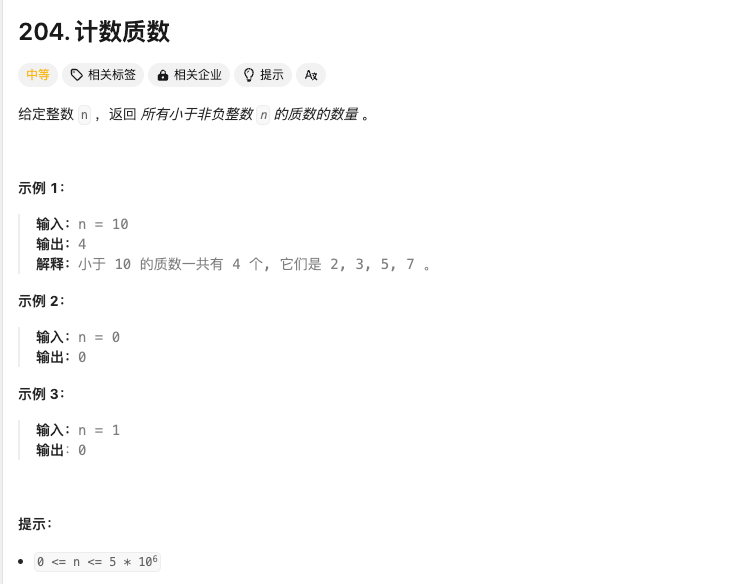 204. 计数质数
中等 相关标签 相关企业 提示 Aあ
给定整数 n ，返回 所有小于非负整数 n 的质数的数量 。
示例 1：
输入：n = 10
输出：4
解释：小于 10 的质数一共有 4 个, 它们是 2, 3, 5, 7 。
示例 2：
输入：n = 0
输出：0
示例 3：
输入：n = 1
输出：0
提示：
• 0 <= n <= 5 * 10⁶